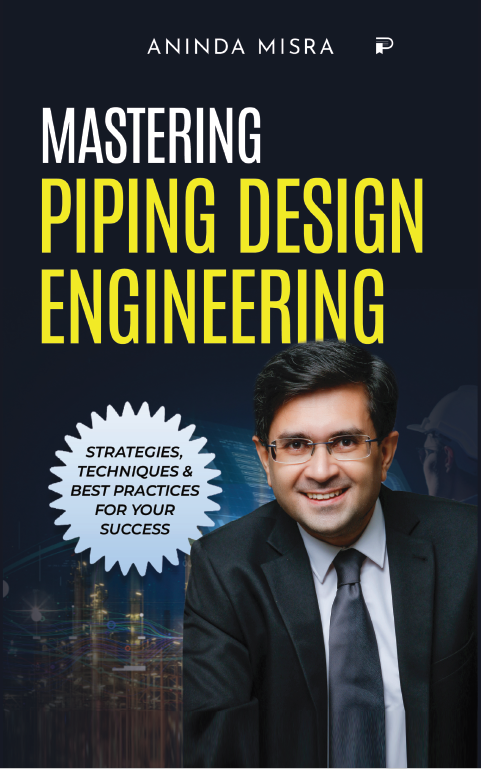 ANINDA MISRA
MASTERING
PIPING DESIGN
ENGINEERING
STRATEGIES,
TECHNIQUES &
BEST PRACTICES
FOR YOUR
SUCCESS